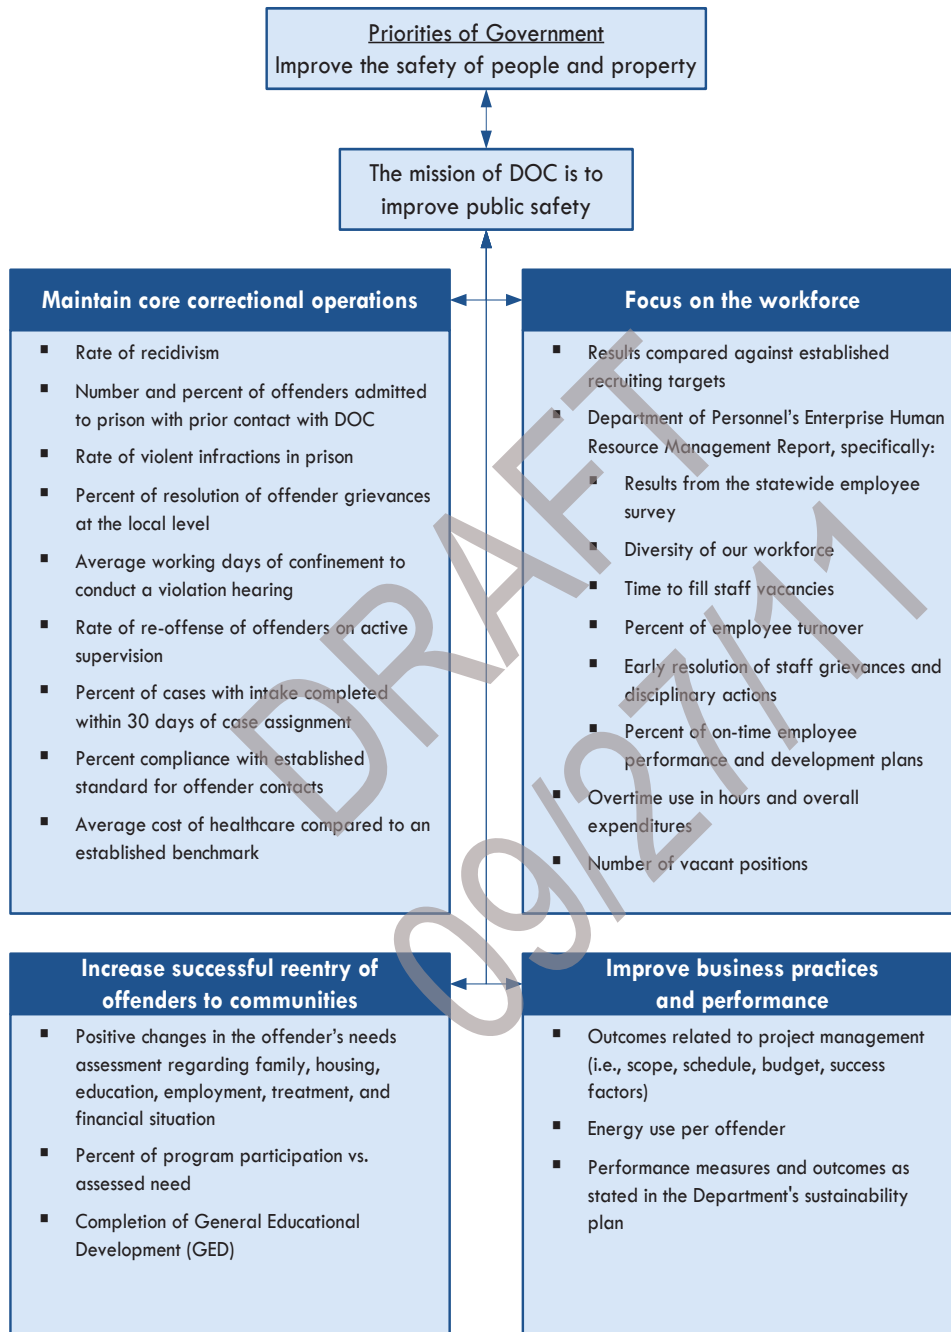 Priorities of Government
Improve the safety of people and property
The mission of DOC is to
improve public safety
Maintain core correctional operations
▪ Rate of recidivism
▪ Number and percent of offenders admitted
to prison with prior contact with DOC
▪ Rate of violent infractions in prison
▪ Percent of resolution of offender grievances
at the local level
▪ Average working days of confinement to
conduct a violation hearing
▪ Rate of re-offense of offenders on active
supervision
▪ Percent of cases with intake completed
within 30 days of case assignment
▪ Percent compliance with established
standard for offender contacts
▪ Average cost of healthcare compared to an
established benchmark
Focus on the workforce
▪ Results compared against established
recruiting targets
▪ Department of Personnel's Enterprise Human
Resource Management Report, specifically:
▪ Results from the statewide employee
survey
▪ Diversity of our workforce
▪ Time to fill staff vacancies
▪ Percent of employee turnover
▪ Early resolution of staff grievances and
disciplinary actions
▪ Percent of on-time employee
performance and development plans
▪ Overtime use in hours and overall
expenditures
▪ Number of vacant positions
Increase successful reentry of
offenders to communities
▪ Positive changes in the offender's needs
assessment regarding family, housing,
education, employment, treatment, and
financial situation
▪ Percent of program participation vs.
assessed need
▪ Completion of General Educational
Development (GED)
Improve business practices
and performance
▪ Outcomes related to project management
(i.e., scope, schedule, budget, success
factors)
▪ Energy use per offender
▪ Performance measures and outcomes as
stated in the Department's sustainability
plan
DRAFT
09/27/11